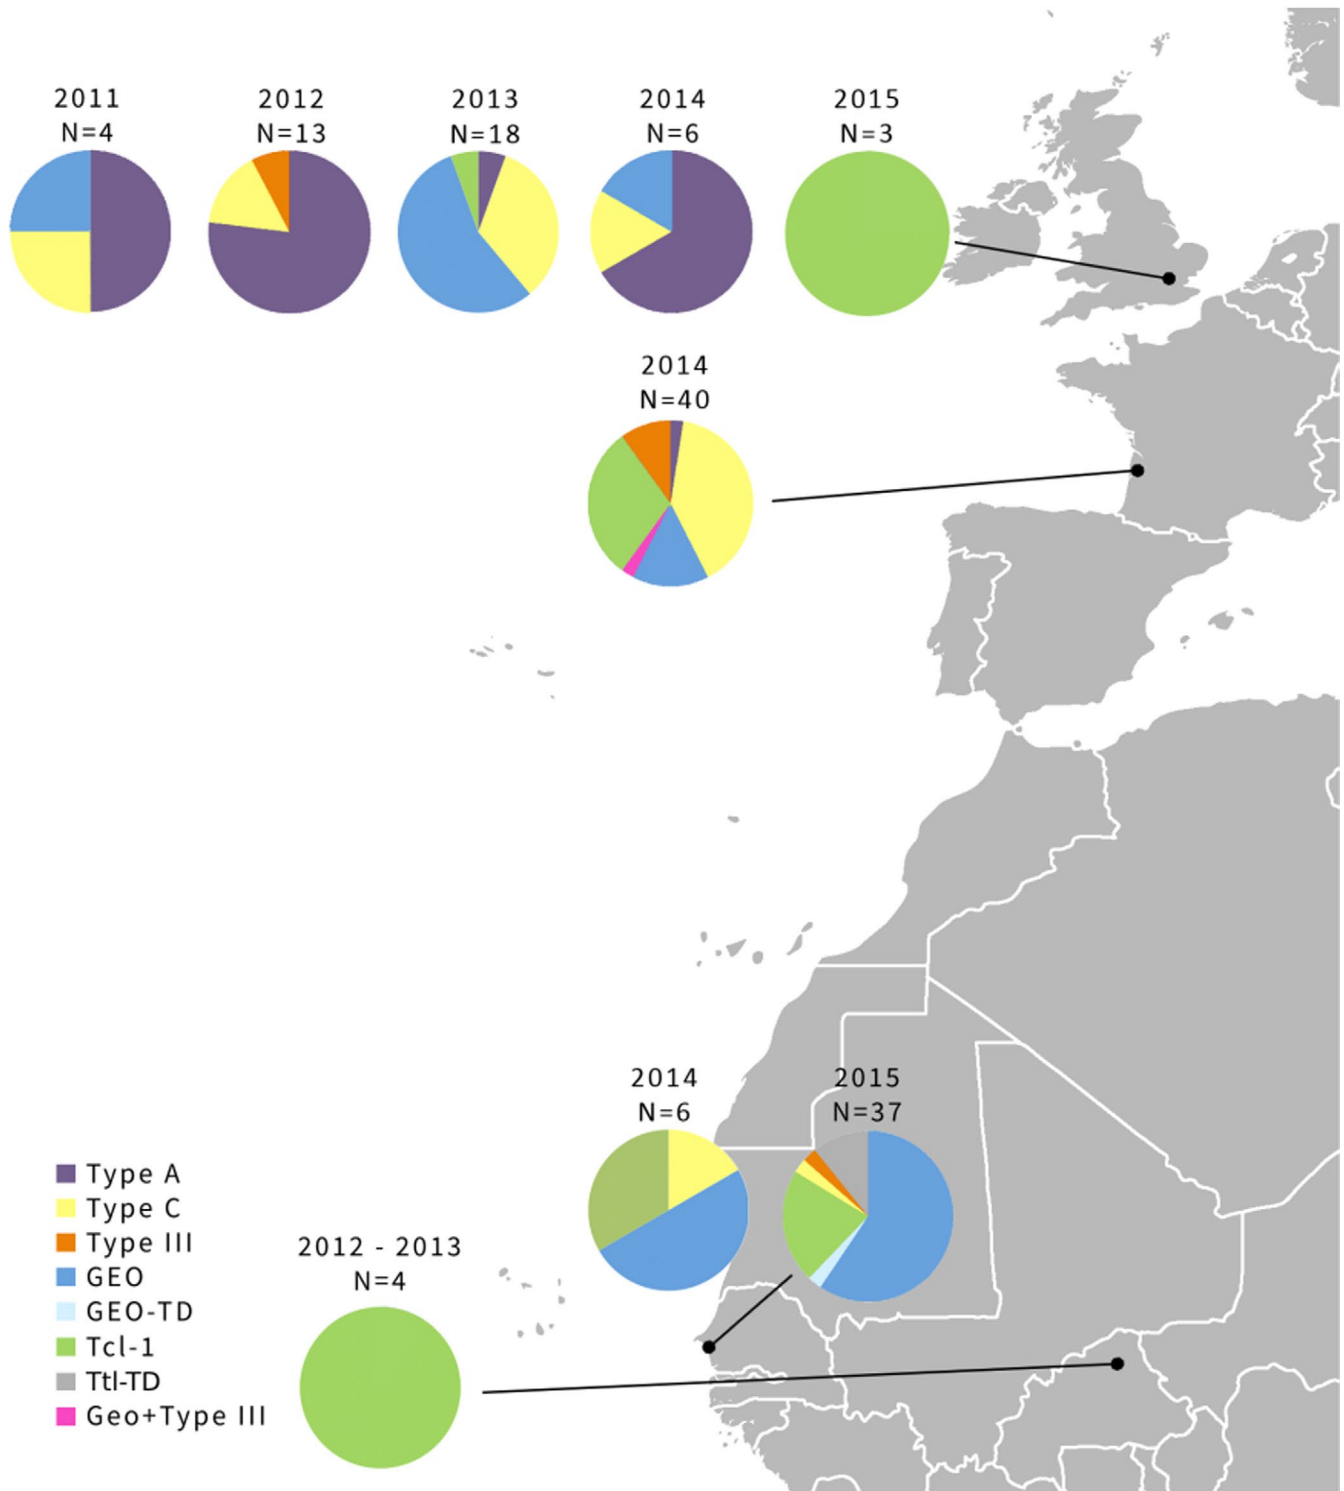 2011
N=4
2012
N=13
2013
N=18
2014
N=6
2015
N=3
2014
N=40
2014
N=6
2015
N=37
2012 - 2013
N=4
Type A
Type C
Type III
GEO
GEO-TD
Tcl-1
Ttl-TD
Geo+Type III